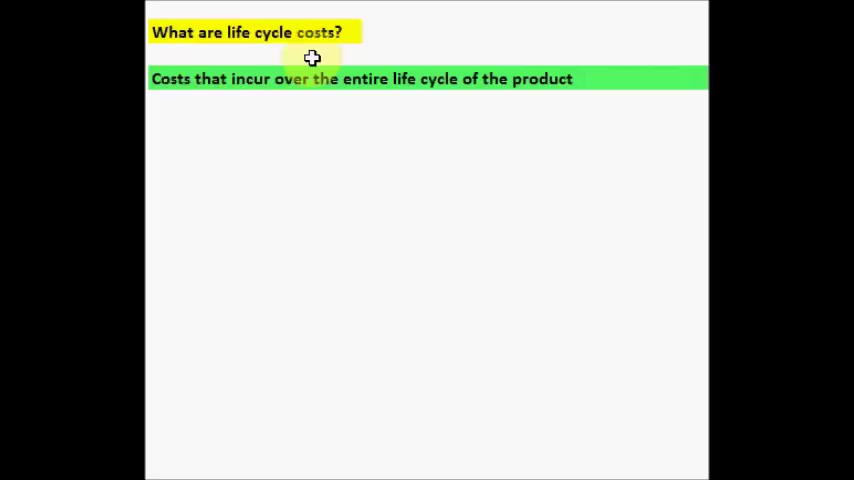 What are life cycle costs?
Costs that incur over the entire life cycle of the product